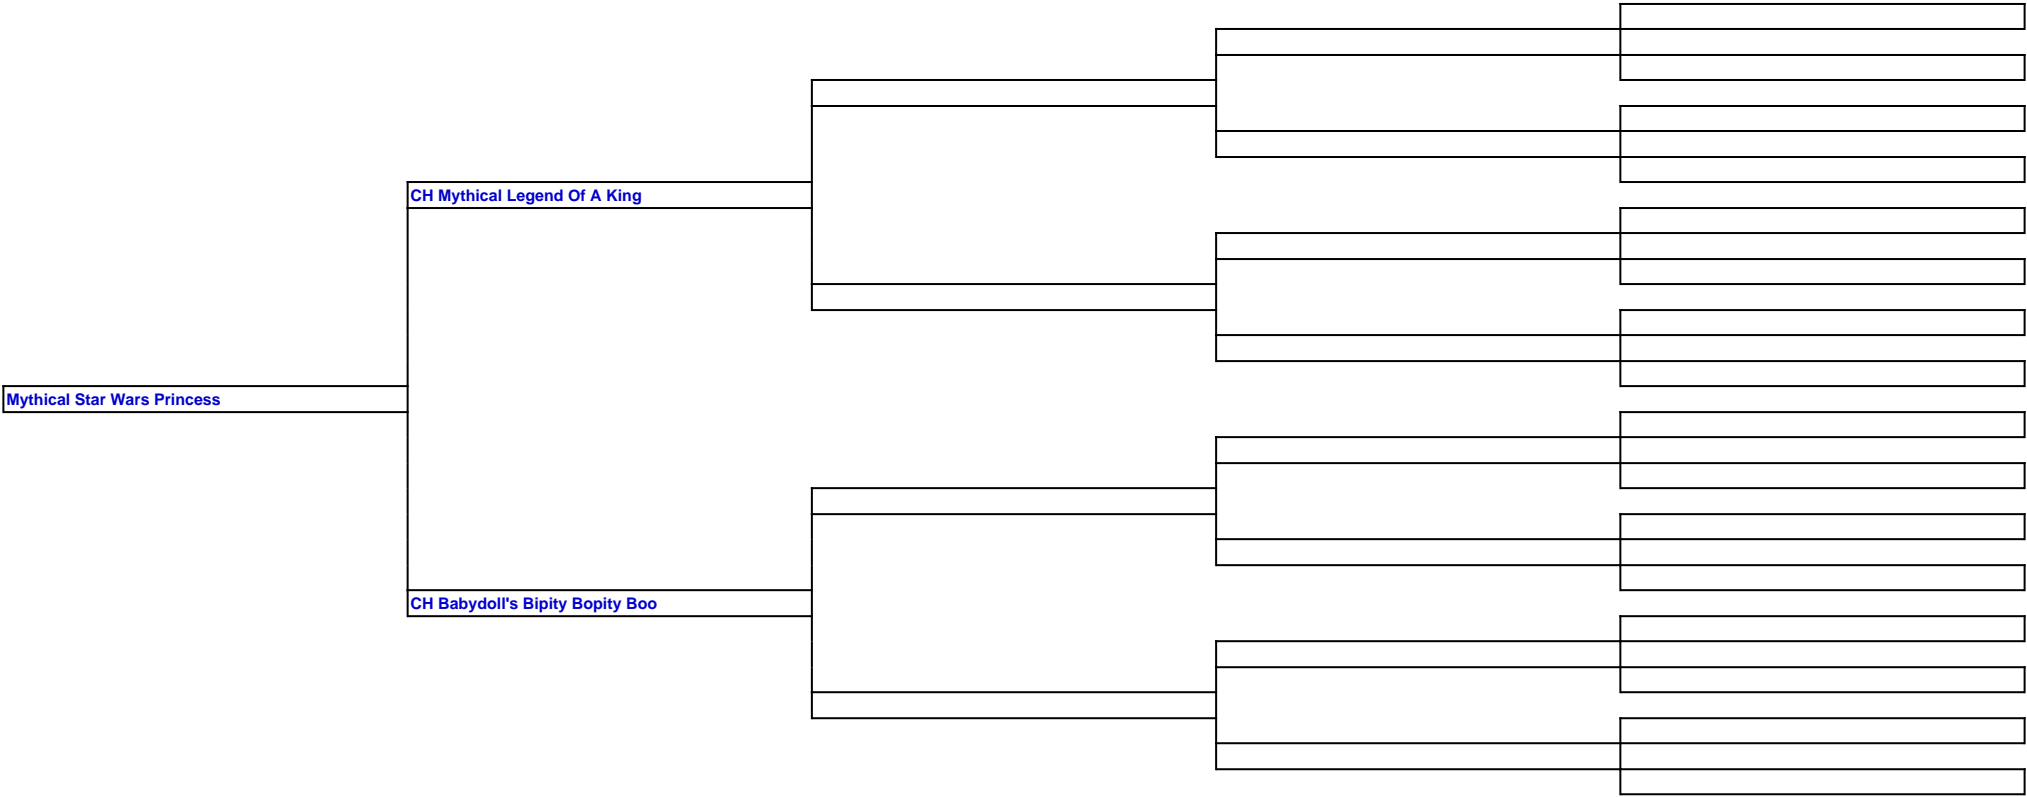 CH Mythical Legend Of A King
Mythical Star Wars Princess
CH Babydoll's Bipity Bopity Boo